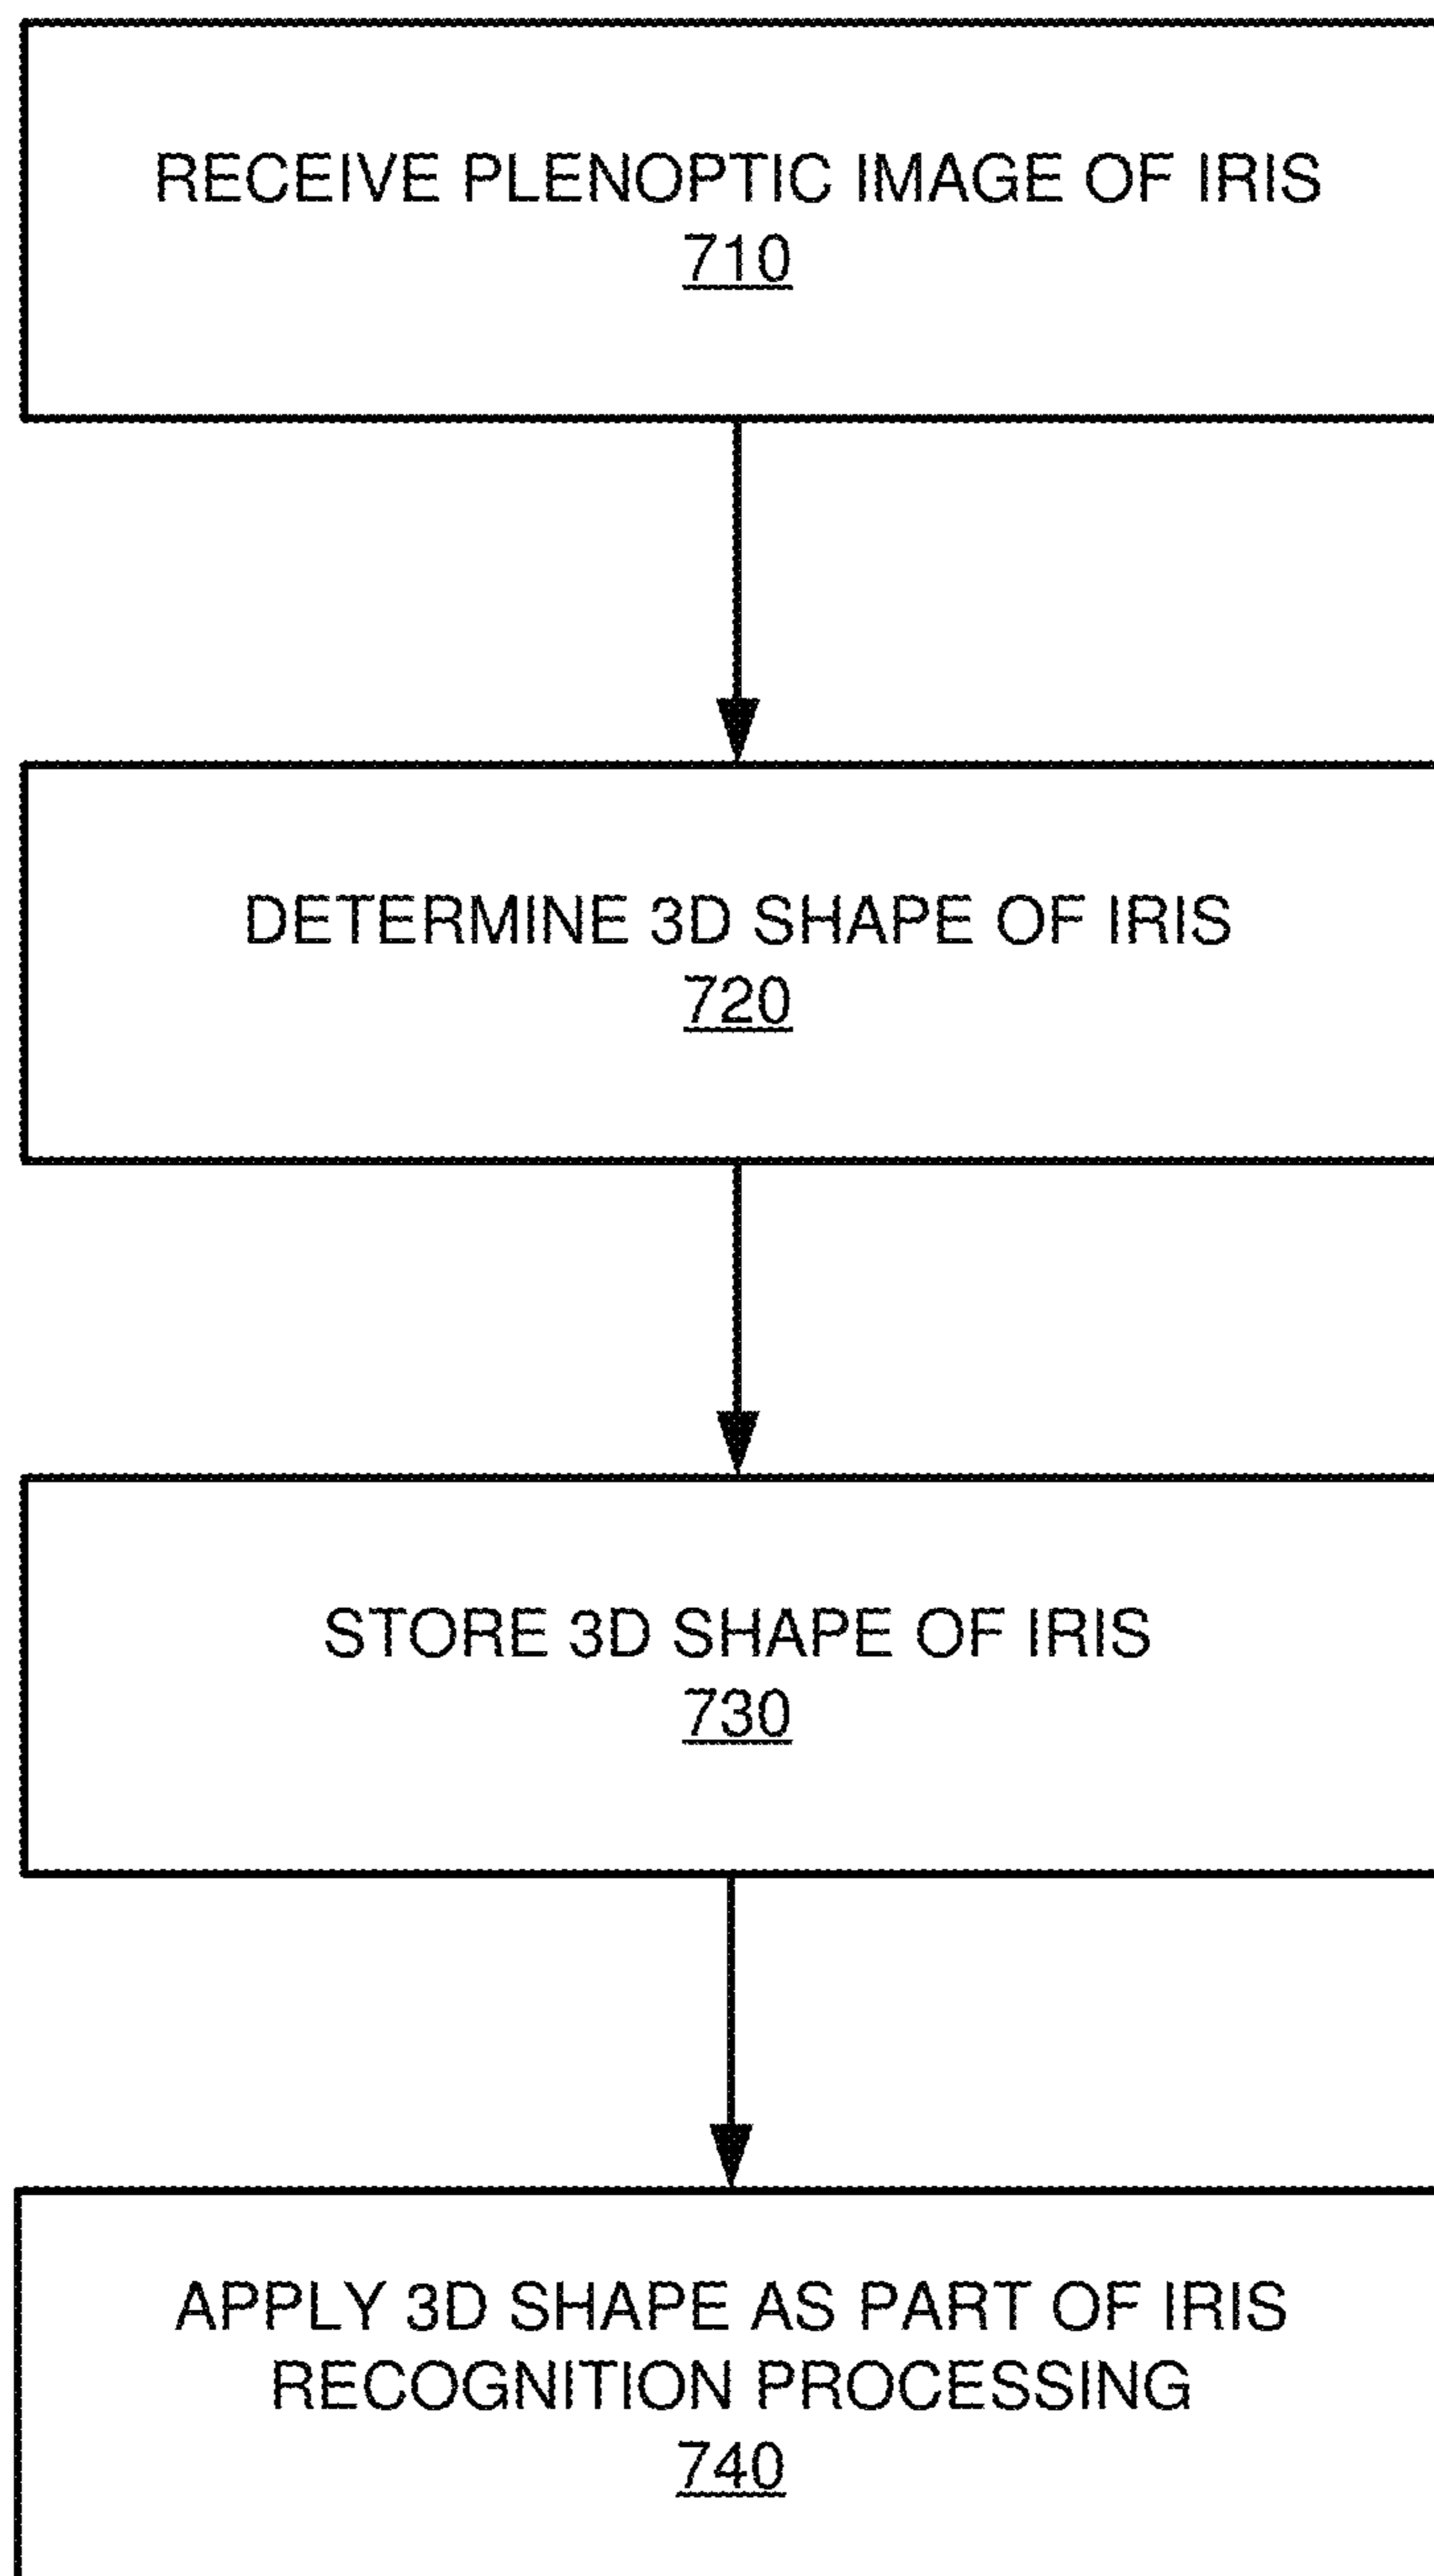 RECEIVE PLENOPTIC IMAGE OF IRIS
710
DETERMINE 3D SHAPE OF IRIS
720
STORE 3D SHAPE OF IRIS
730
APPLY 3D SHAPE AS PART OF IRIS
RECOGNITION PROCESSING
740